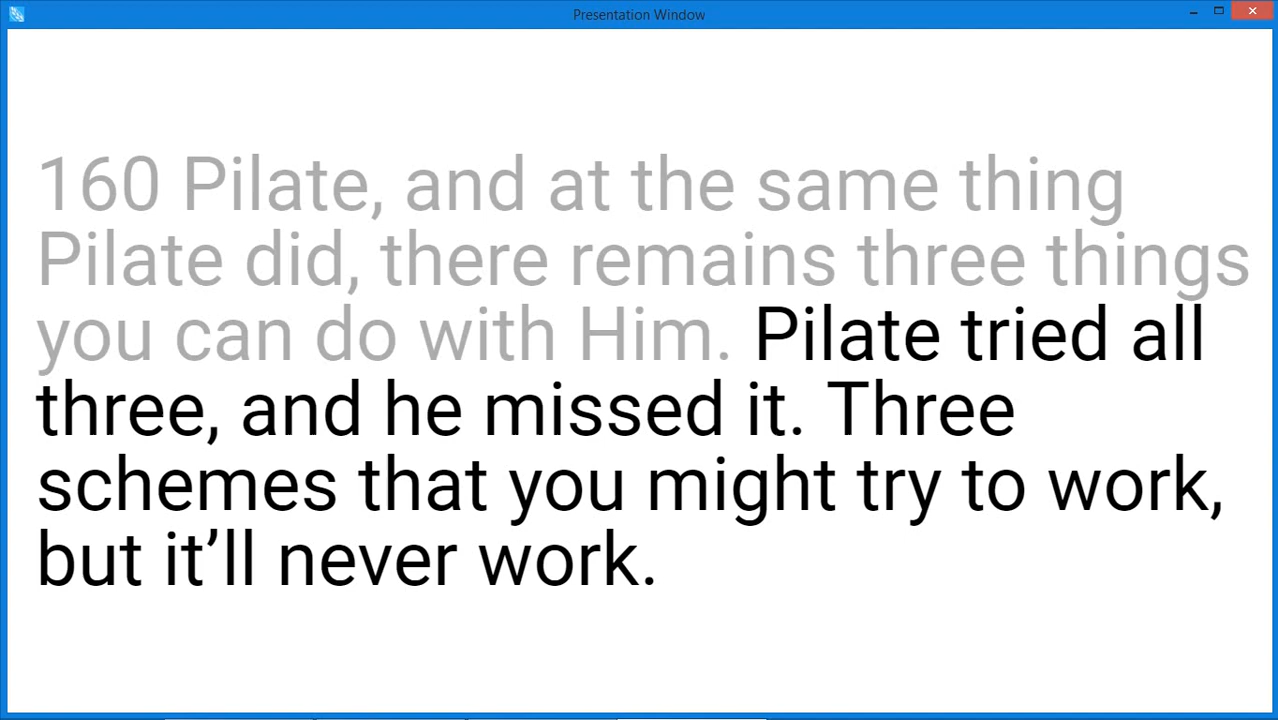 Presentation Window
160 Pilate, and at the same thing
Pilate did, there remains three things
you can do with Him. Pilate tried all
three, and he missed it. Three
schemes that you might try to work,
but it’ll never work.